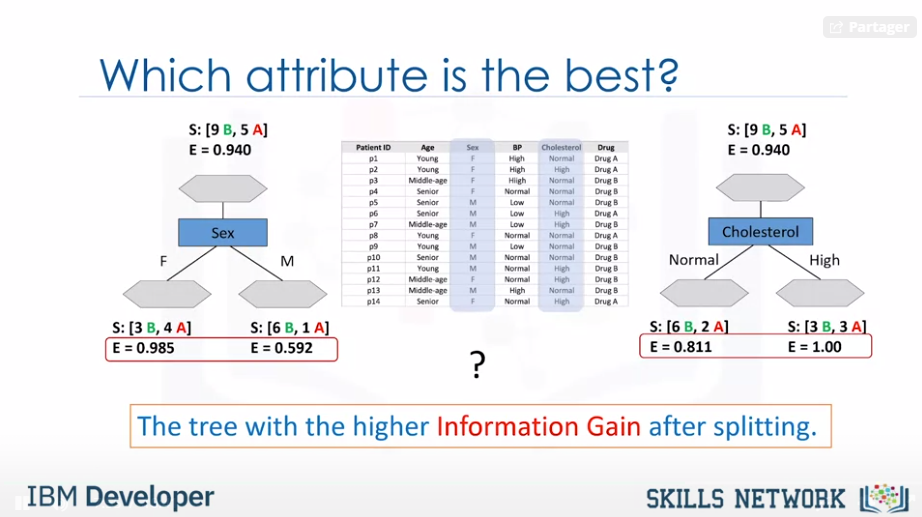 Partager
Which attribute is the best?
S: [9 B, 5 A]
E = 0.940
Sex
F
M
S: [3 B, 4 A]
S: [6 B, 1 A]
E = 0.985
E = 0.592
Patient ID Age Sex BP Cholesterol Drug
p1 Young F High Normal Drug A
p2 Young F High High Drug A
p3 Middle-age F High Normal Drug B
p4 Senior F Normal Normal Drug B
p5 Senior M Low Normal Drug B
p6 Senior M Low High Drug A
p7 Middle-age M Low High Drug B
p8 Young F Normal Normal Drug A
p9 Young M Low Normal Drug B
p10 Senior M Normal Normal Drug B
p11 Young M Normal High Drug B
p12 Middle-age F Normal High Drug B
p13 Middle-age M High Normal Drug B
p14 Senior F Normal High Drug A
?
S: [9 B, 5 A]
E = 0.940
Cholesterol
Normal
High
S: [6 B, 2 A]
S: [3 B, 3 A]
E = 0.811
E = 1.00
The tree with the higher Information Gain after splitting.
IBM Developer
SKILLS NETWORK